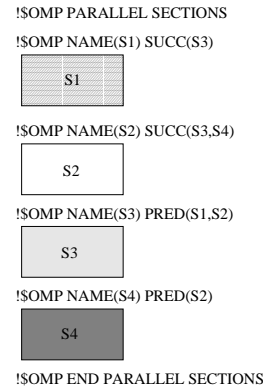 !$OMP PARALLEL SECTIONS
!$OMP NAME(S1) SUCC(S3)
S1
!$OMP NAME(S2) SUCC(S3,S4)
S2
!$OMP NAME(S3) PRED(S1,S2)
S3
!$OMP NAME(S4) PRED(S2)
S4
!$OMP END PARALLEL SECTIONS